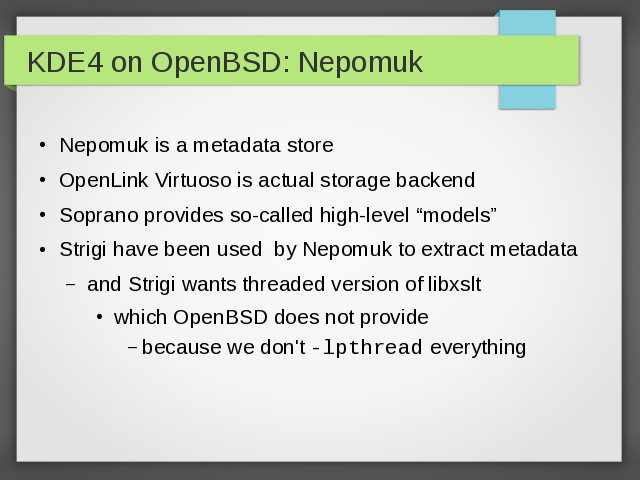 KDE4 on OpenBSD: Nepomuk
• Nepomuk is a metadata store
• OpenLink Virtuoso is actual storage backend
• Soprano provides so-called high-level “models”
• Strigi have been used  by Nepomuk to extract metadata
– and Strigi wants threaded version of libxslt
• which OpenBSD does not provide
– because we don't -lpthread everything